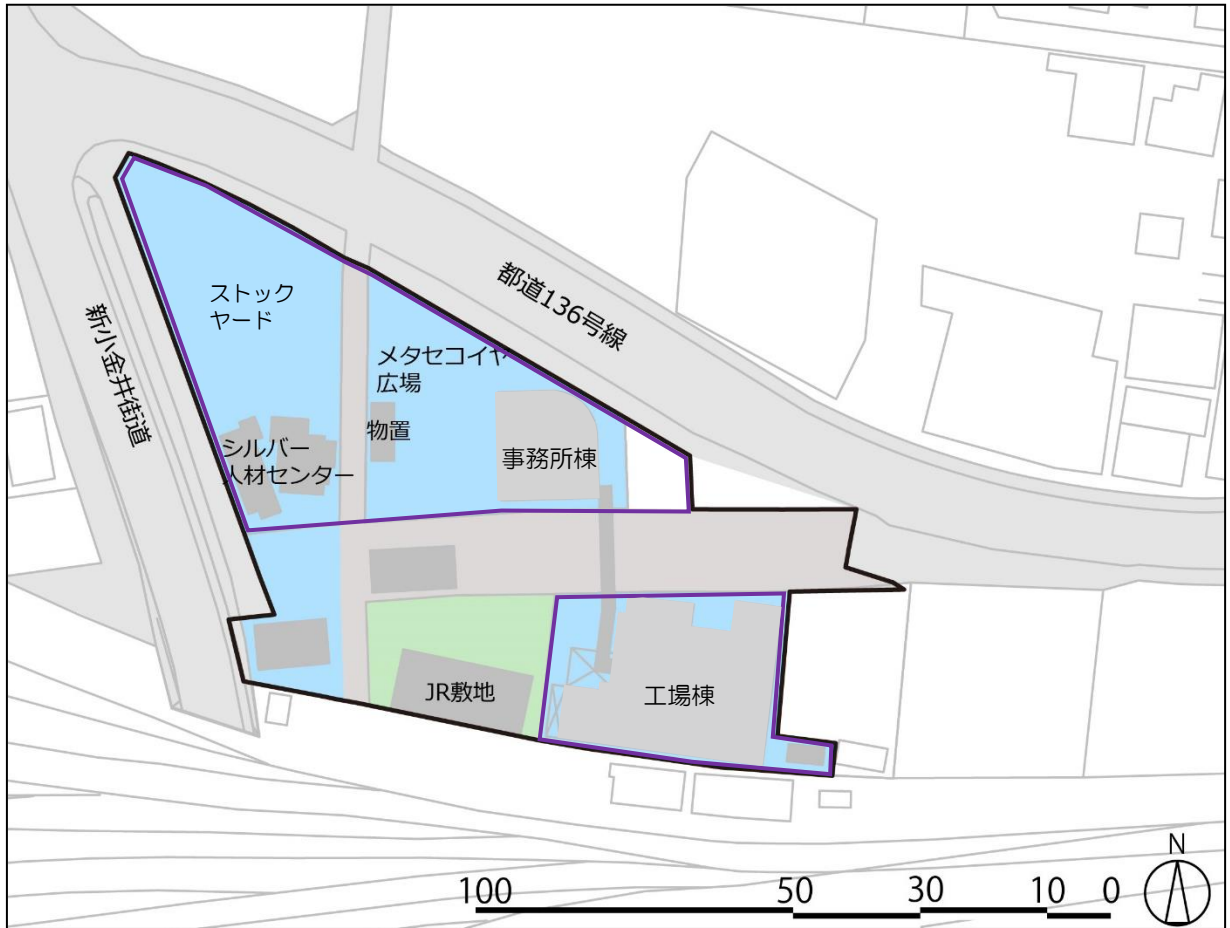 都道136号線
ストック
ヤード
新小金井街道
メタセコイヤ
広場
物置
シルバー
人材センター
事務所棟
JR敷地
工場棟
N
100 50 30 10 0